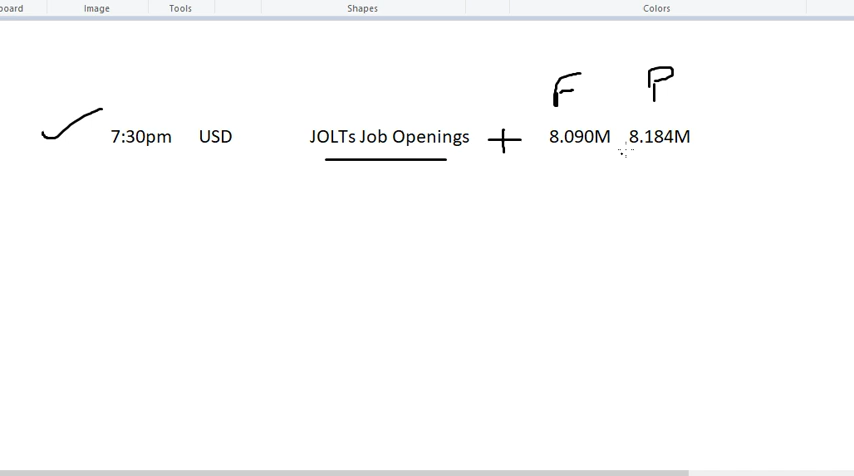 board Image Tools Shapes Colors
F P
7:30pm USD JOLTs Job Openings + 8.090M 8.184M